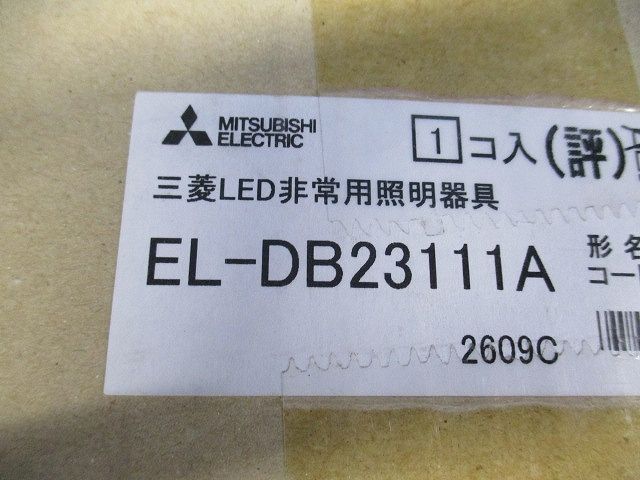 MITSUBISHI
ELECTRIC
1コ入(評)
三菱LED非常用照明器具
EL-DB23111A
形名
コー
2609C